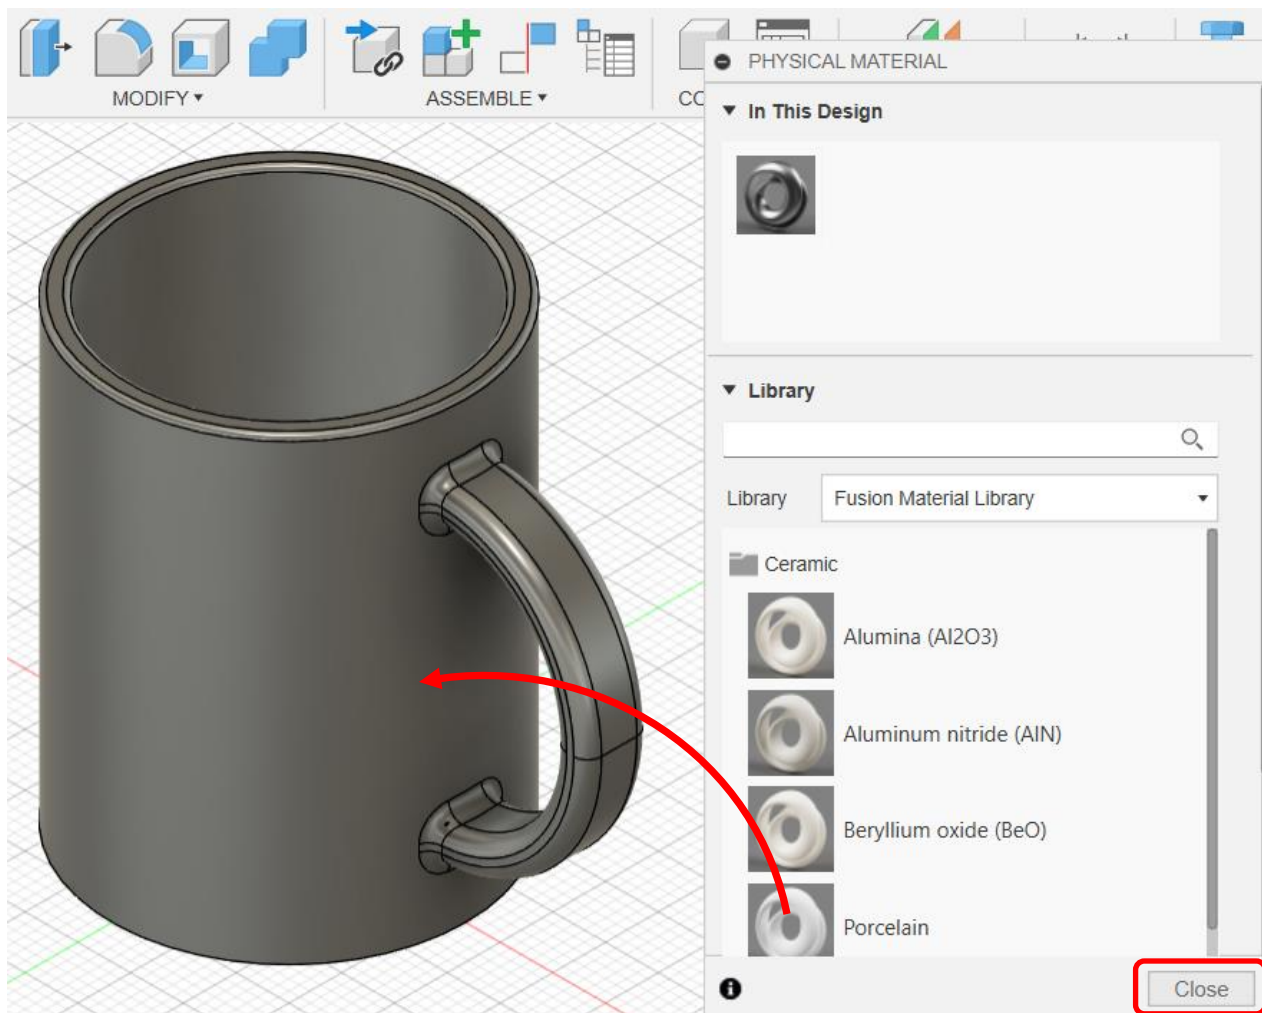 MODIFY ▾
ASSEMBLE ▾
CO
PHYSICAL MATERIAL
In This Design
Library
Library
Fusion Material Library
Ceramic
Alumina (Al2O3)
Aluminum nitride (AlN)
Beryllium oxide (BeO)
Porcelain
Close